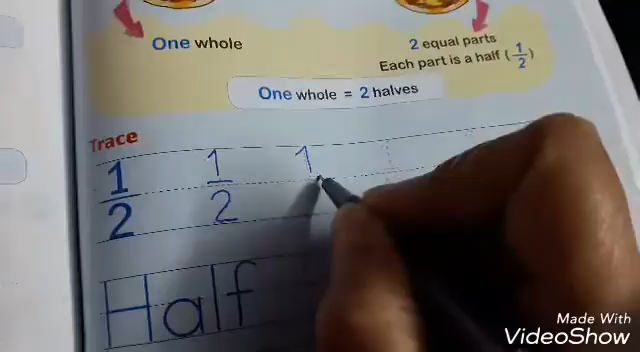 One whole
2 equal parts
Each part is a half (1/2)
One whole = 2 halves
Trace
1/2 1/2 1
Half
Made With
VideoShow